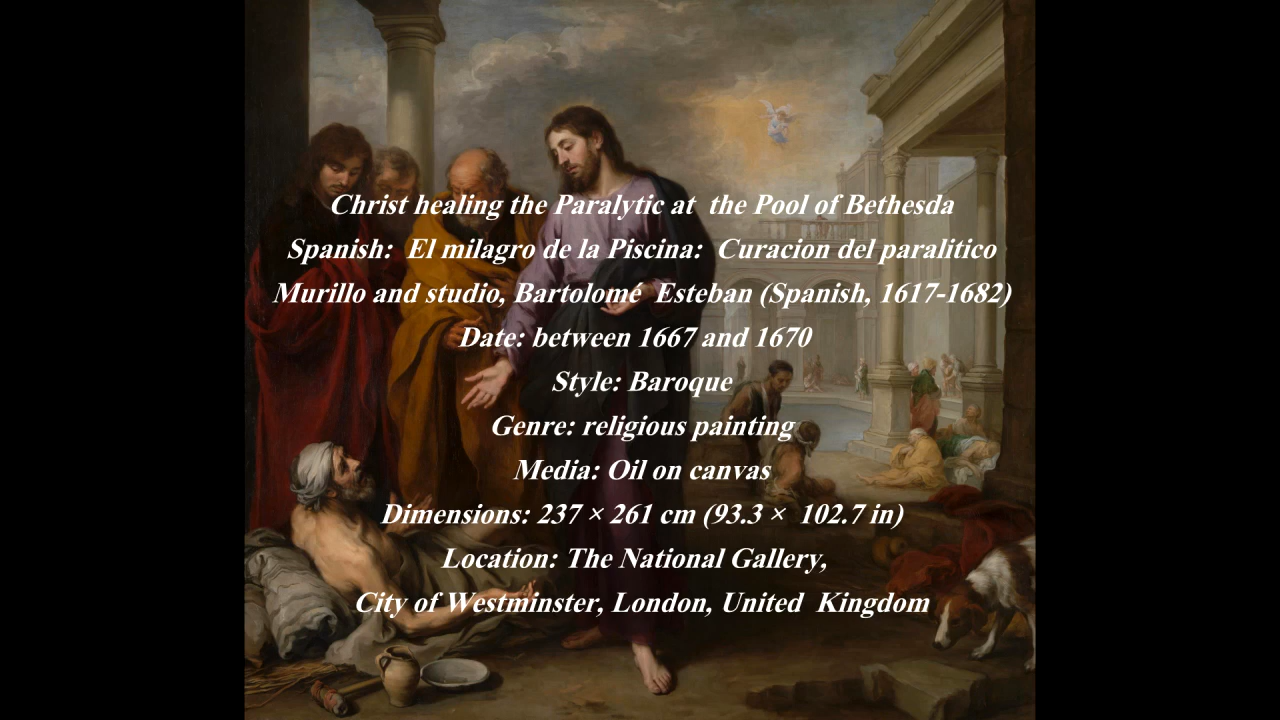 Christ healing the Paralytic at the Pool of Bethesda
Spanish: El milagro de la Piscina: Curacion del paralitico
Murillo and studio, Bartolomé Esteban (Spanish, 1617-1682)
Date: between 1667 and 1670
Style: Baroque
Genre: religious painting
Media: Oil on canvas
Dimensions: 237 × 261 cm (93.3 × 102.7 in)
Location: The National Gallery,
City of Westminster, London, United Kingdom